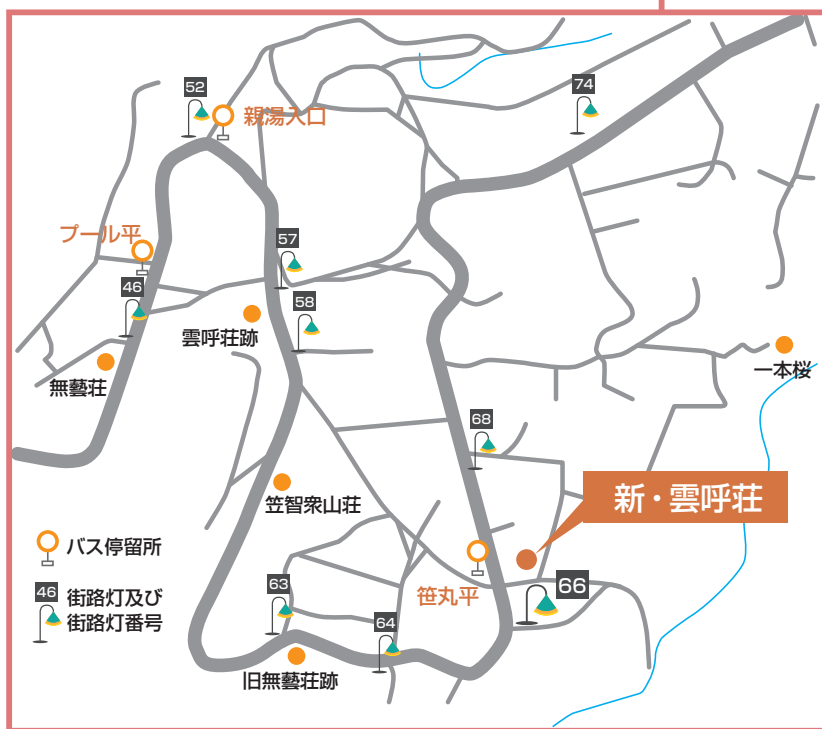 52
親湯入口
74
プール平
57
46
58
雲呼荘跡
無藝荘
一本桜
68
笠智衆山荘
新・雲呼荘
バス停留所
46
街路灯及び
街路灯番号
63
笹丸平
66
64
旧無藝荘跡